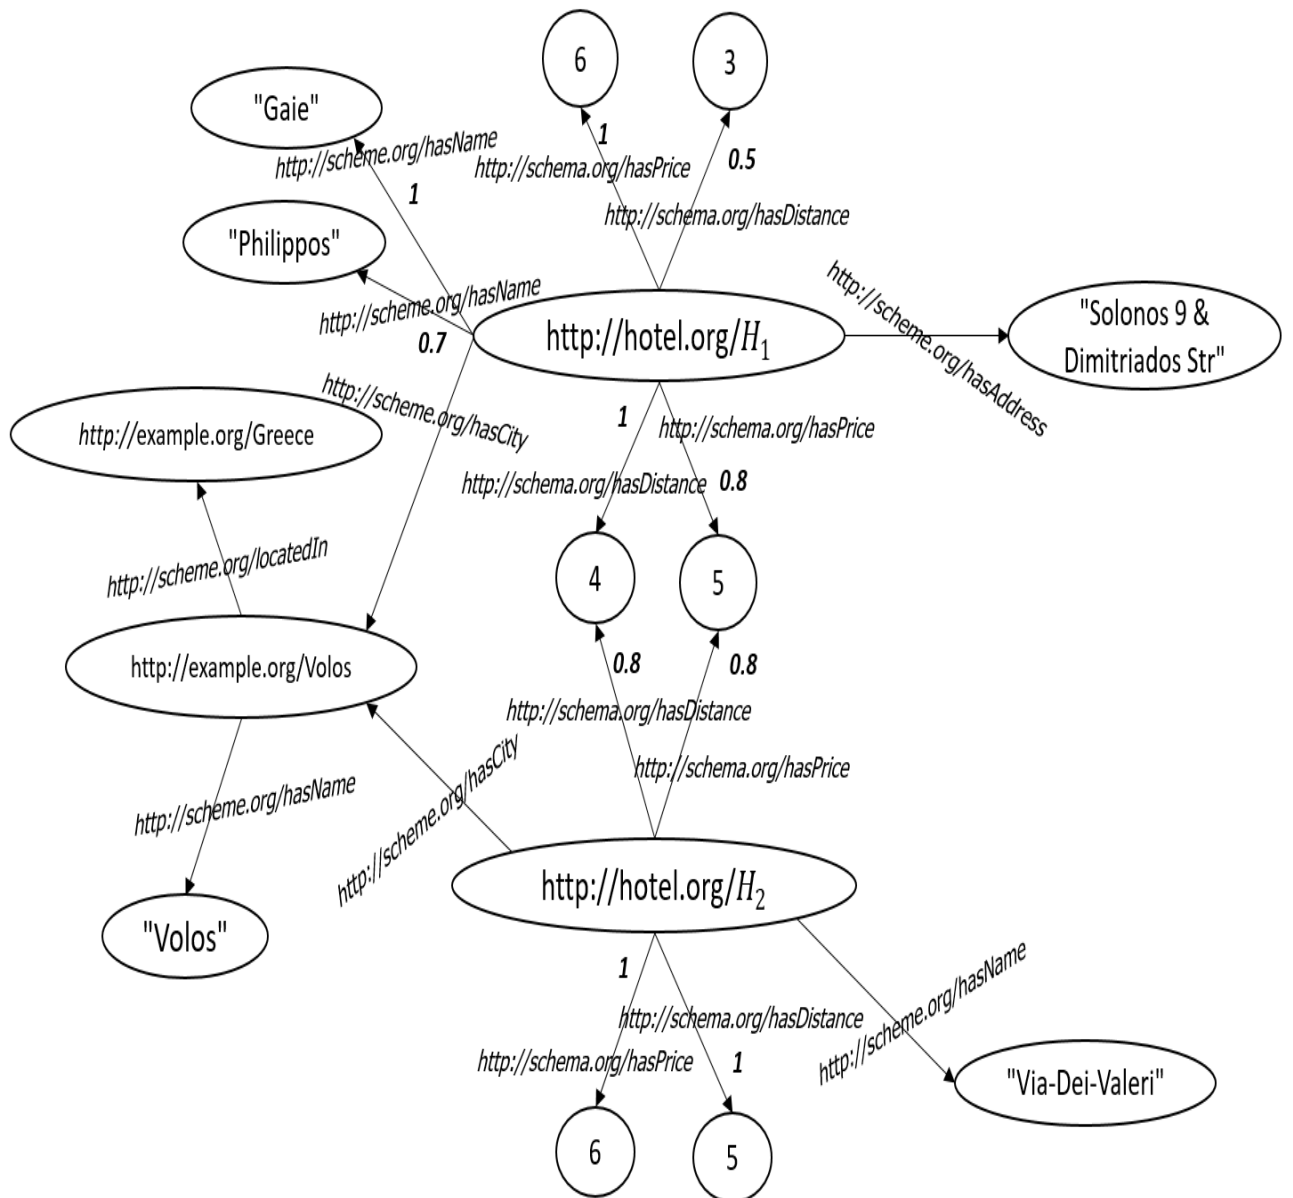 6
3
"Gaie"
http://scheme.org/hasName
1
1
http://schema.org/hasPrice
0.5
http://schema.org/hasDistance
"Philippos"
http://scheme.org/hasName
0.7
http://hotel.org/H₁
http://scheme.org/hasAddress
"Solonos 9 &
Dimitriados Str"
http://scheme.org/hasCity
http://example.org/Greece
1
http://schema.org/hasPrice
http://schema.org/hasDistance
0.8
http://scheme.org/locatedIn
4
5
http://example.org/Volos
0.8
0.8
http://schema.org/hasDistance
http://schema.org/hasPrice
http://scheme.org/hasCity
http://scheme.org/hasName
"Volos"
http://hotel.org/H₂
1
http://schema.org/hasDistance
http://schema.org/hasPrice
1
http://scheme.org/hasName
"Via-Dei-Valeri"
6
5